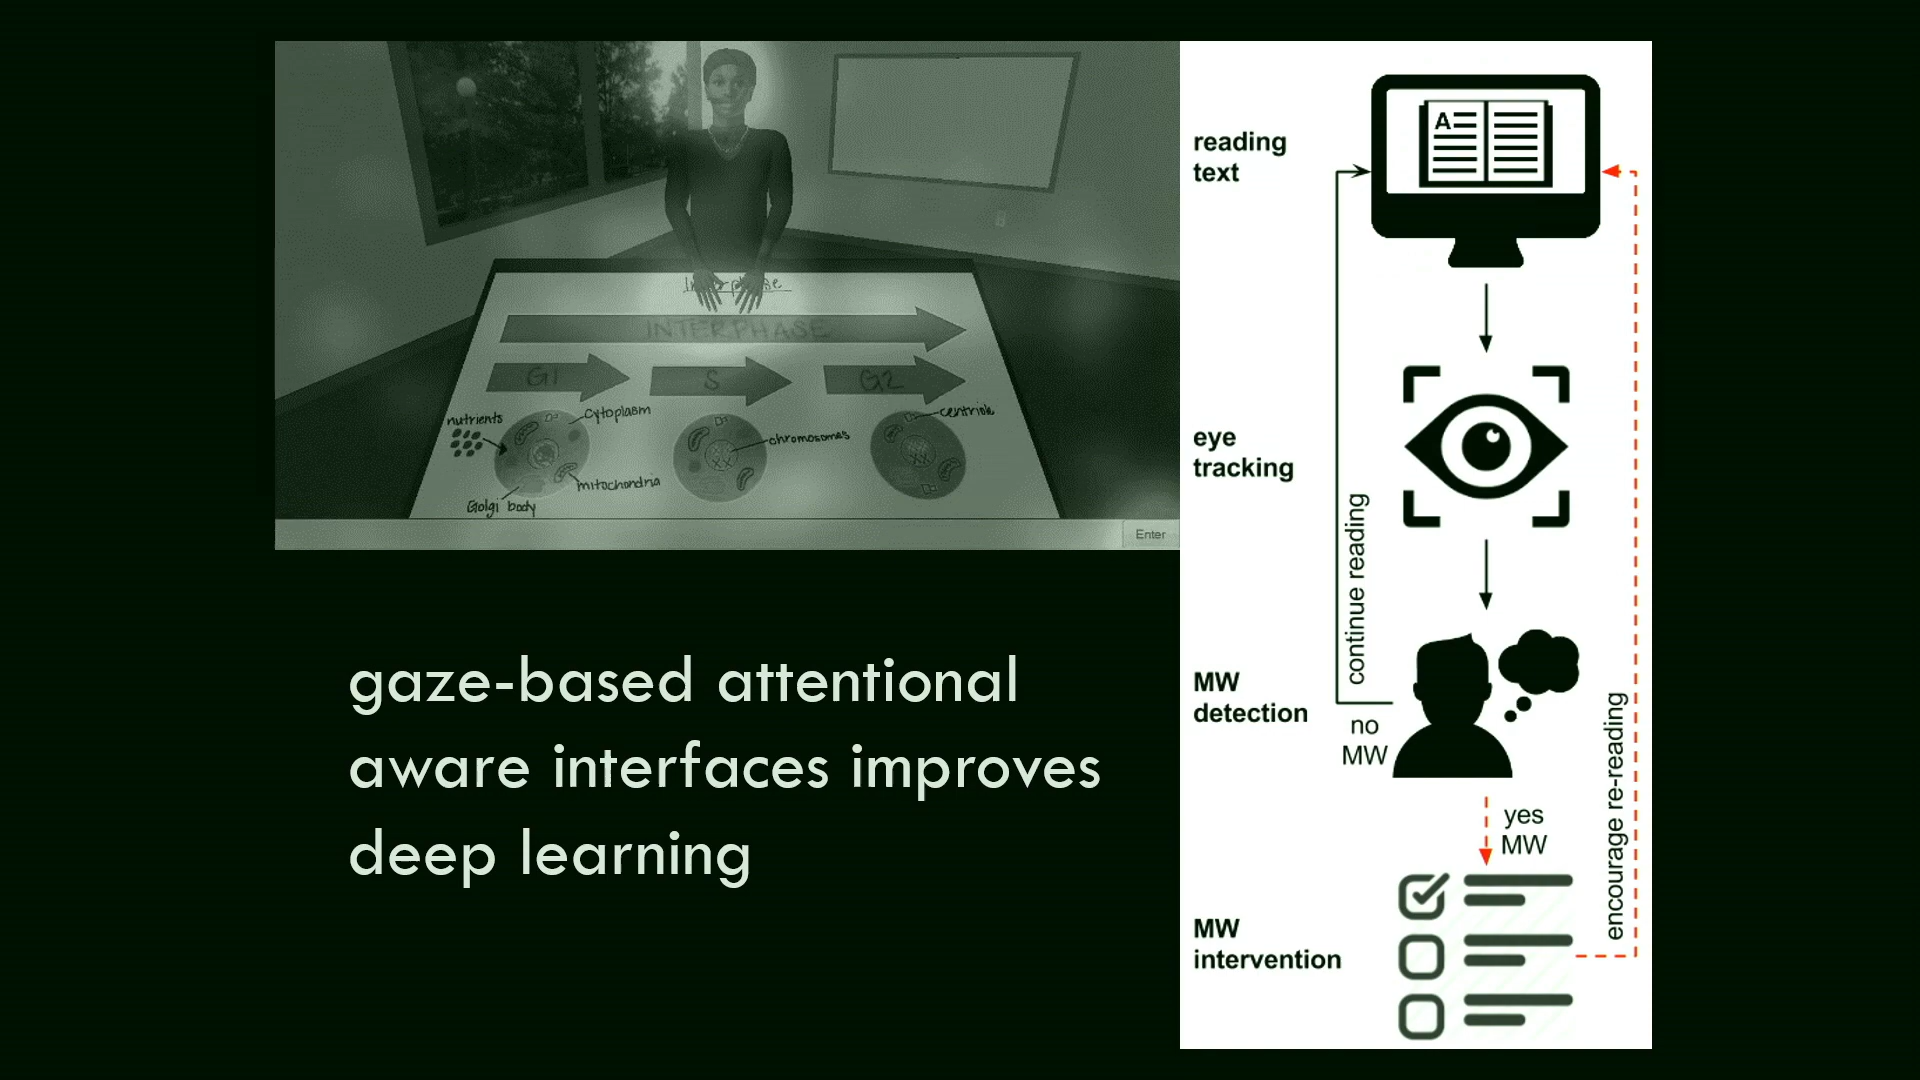 Interphase
INTERPHASE
G1
S
G2
nutrients
cytoplasm
chromosomes
centriole
mitochondria
Golgi body
Enter
gaze-based attentional
aware interfaces improves
deep learning
reading
text
A
eye
tracking
continue reading
MW
detection
no
MW
yes
MW
encourage re-reading
MW
intervention